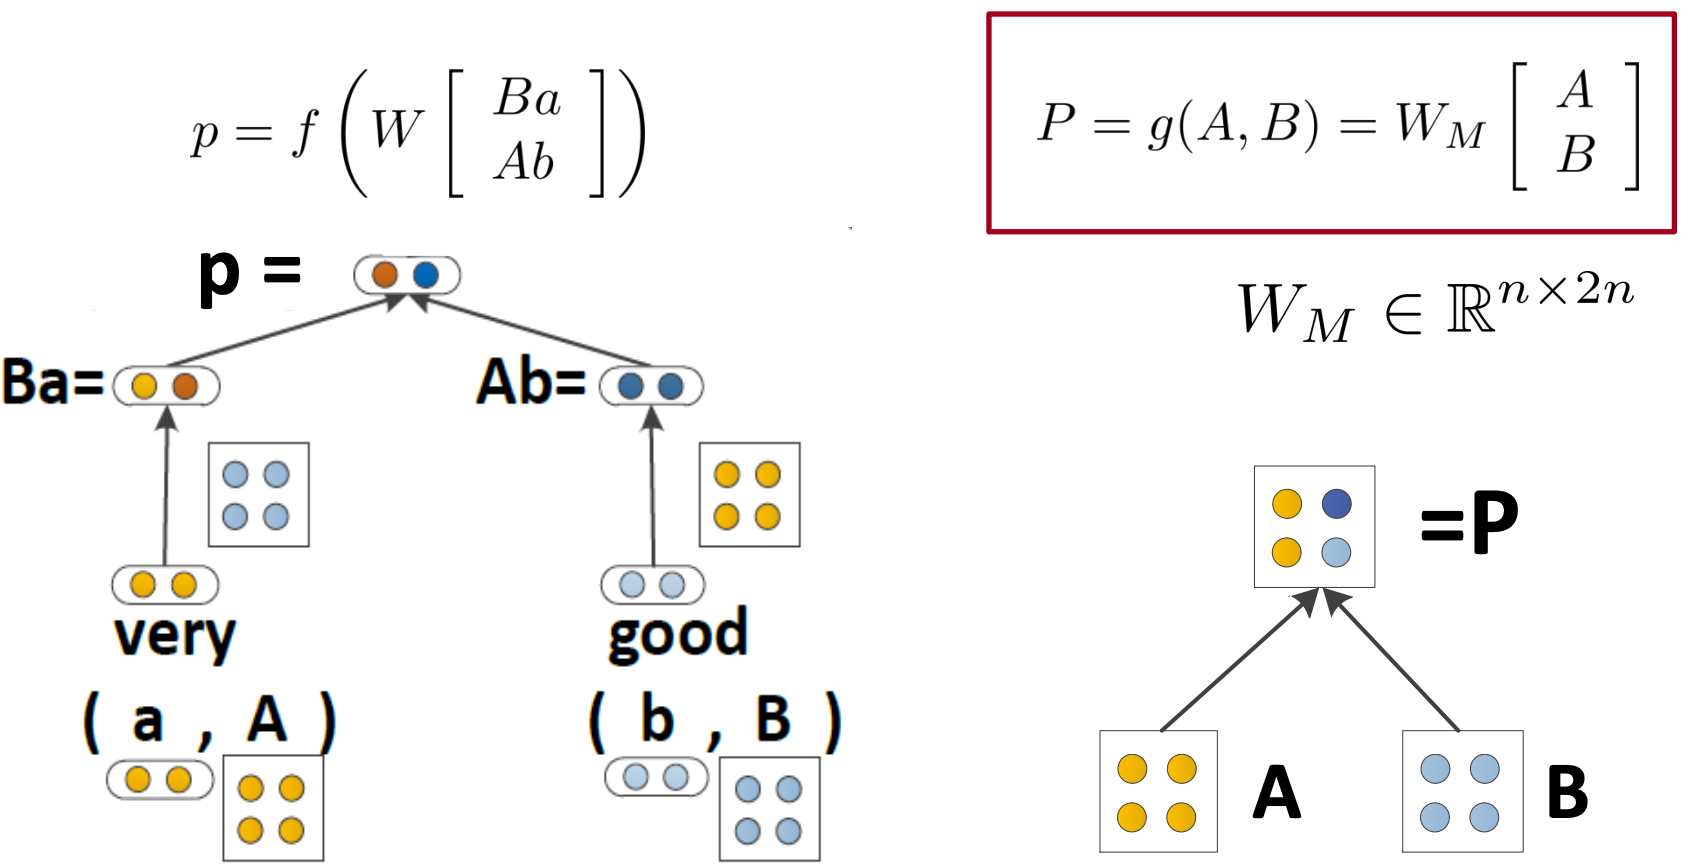 p = f ( W [ Ba
Ab ] )
p =
Ba=
Ab=
very
good
( a , A )
( b , B )
P = g(A, B) = W_M [ A
B ]
W_M ∈ ℝ^{n×2n}
=P
A
B